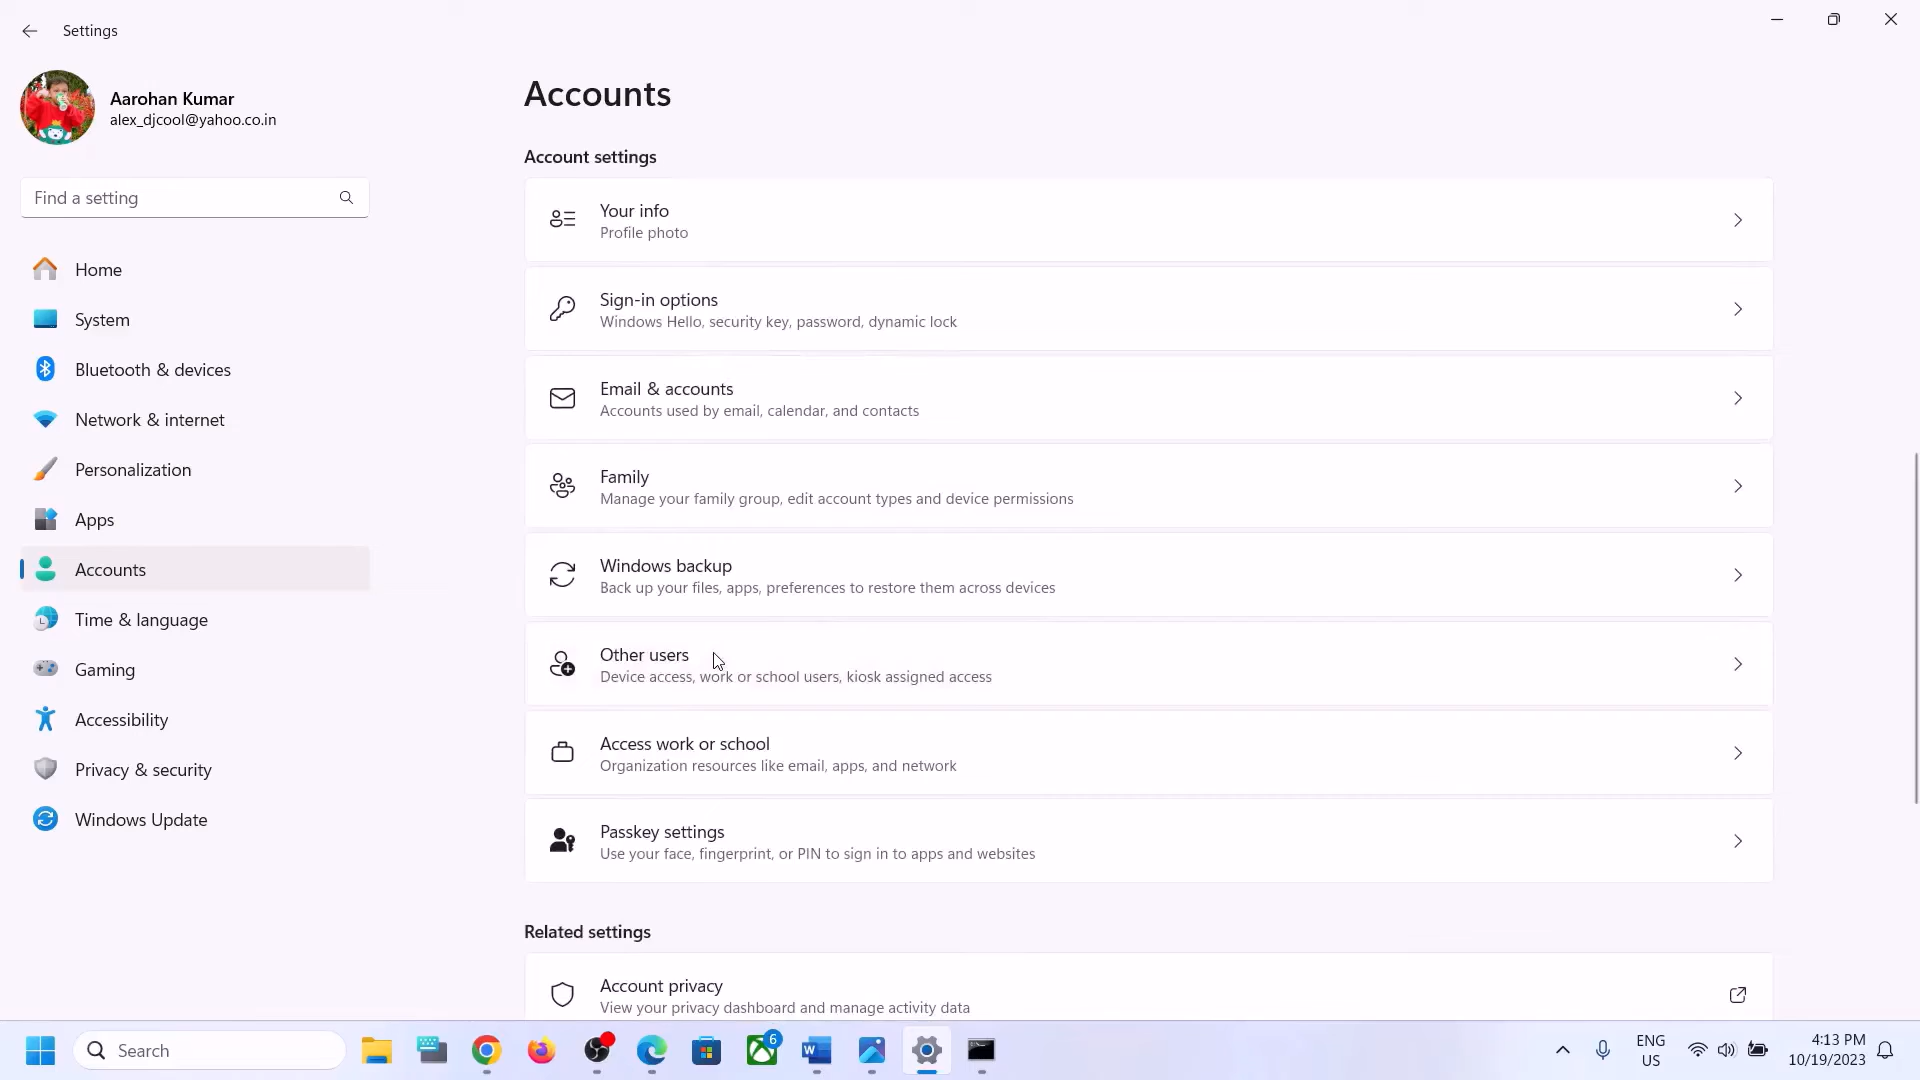 Settings
Aarohan Kumar
alex_djcool@yahoo.co.in
Find a setting
Home
System
Bluetooth & devices
Network & internet
Personalization
Apps
Accounts
Time & language
Gaming
Accessibility
Privacy & security
Windows Update
Accounts
Account settings
Your info
Profile photo
Sign-in options
Windows Hello, security key, password, dynamic lock
Email & accounts
Accounts used by email, calendar, and contacts
Family
Manage your family group, edit account types and device permissions
Windows backup
Back up your files, apps, preferences to restore them across devices
Other users
Device access, work or school users, kiosk assigned access
Access work or school
Organization resources like email, apps, and network
Passkey settings
Use your face, fingerprint, or PIN to sign in to apps and websites
Related settings
Account privacy
View your privacy dashboard and manage activity data
Search
6
ENG
US
4:13 PM
10/19/2023